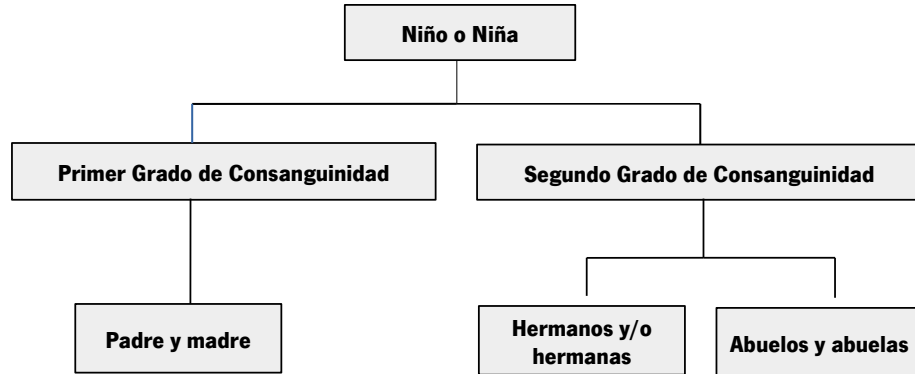 Niño o Niña
Primer Grado de Consanguinidad
Segundo Grado de Consanguinidad
Padre y madre
Hermanos y/o
hermanas
Abuelos y abuelas